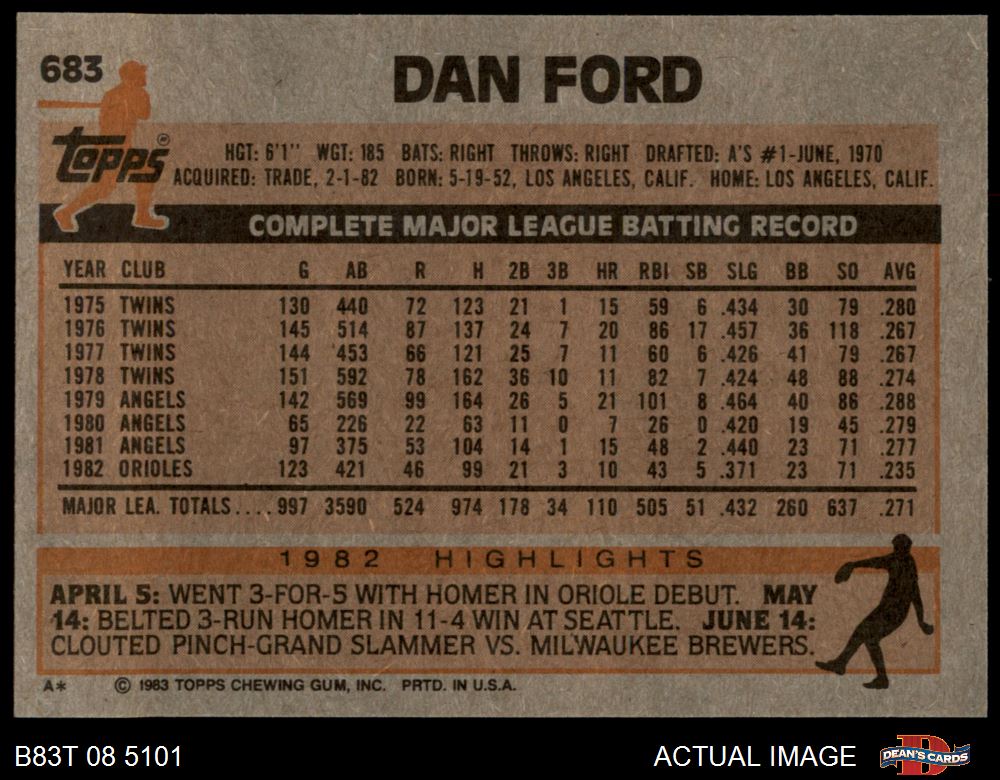 683
DAN FORD
Topps®
HGT: 6'1" WGT: 185 BATS: RIGHT THROWS: RIGHT DRAFTED: A'S #1-JUNE, 1970
ACQUIRED: TRADE, 2-1-82 BORN: 5-19-52, LOS ANGELES, CALIF. HOME: LOS ANGELES, CALIF.
COMPLETE MAJOR LEAGUE BATTING RECORD
YEAR CLUB G AB R H 2B 3B HR RBI SB SLG BB SO AVG
1975 TWINS 130 440 72 123 21 1 15 59 6 .434 30 79 .280
1976 TWINS 145 514 87 137 24 7 20 86 17 .457 36 118 .267
1977 TWINS 144 453 66 121 25 7 11 60 6 .426 41 79 .267
1978 TWINS 151 592 78 162 36 10 11 82 7 .424 48 88 .274
1979 ANGELS 142 569 99 164 26 5 21 101 8 .464 40 86 .288
1980 ANGELS 65 226 22 63 11 0 7 26 0 .420 19 45 .279
1981 ANGELS 97 375 53 104 14 1 15 48 2 .440 23 71 .277
1982 ORIOLES 123 421 46 99 21 3 10 43 5 .371 23 71 .235
MAJOR LEA. TOTALS.... 997 3590 524 974 178 34 110 505 51 .432 260 637 .271
1982 HIGHLIGHTS
APRIL 5: WENT 3-FOR-5 WITH HOMER IN ORIOLE DEBUT. MAY
14: BELTED 3-RUN HOMER IN 11-4 WIN AT SEATTLE. JUNE 14:
CLOUTED PINCH-GRAND SLAMMER VS. MILWAUKEE BREWERS.
A* © 1983 TOPPS CHEWING GUM, INC. PRTD. IN U.S.A.
B83T 08 5101 ACTUAL IMAGE DEAN'S CARDS